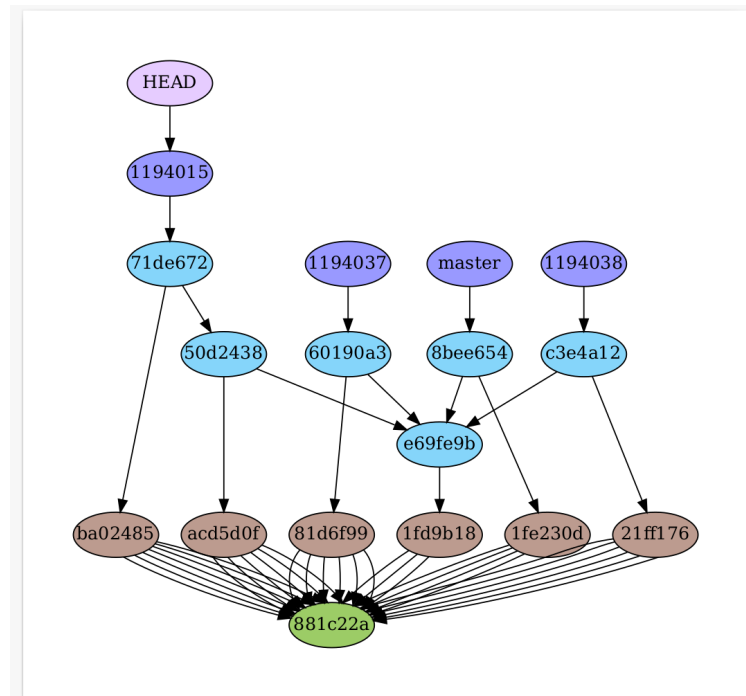 HEAD
1194015
71de672
1194037
master
1194038
50d2438
60190a3
8bee654
c3e4a12
e69fe9b
ba02485
acd5d0f
81d6f99
1fd9b18
1fe230d
21ff176
881c22a